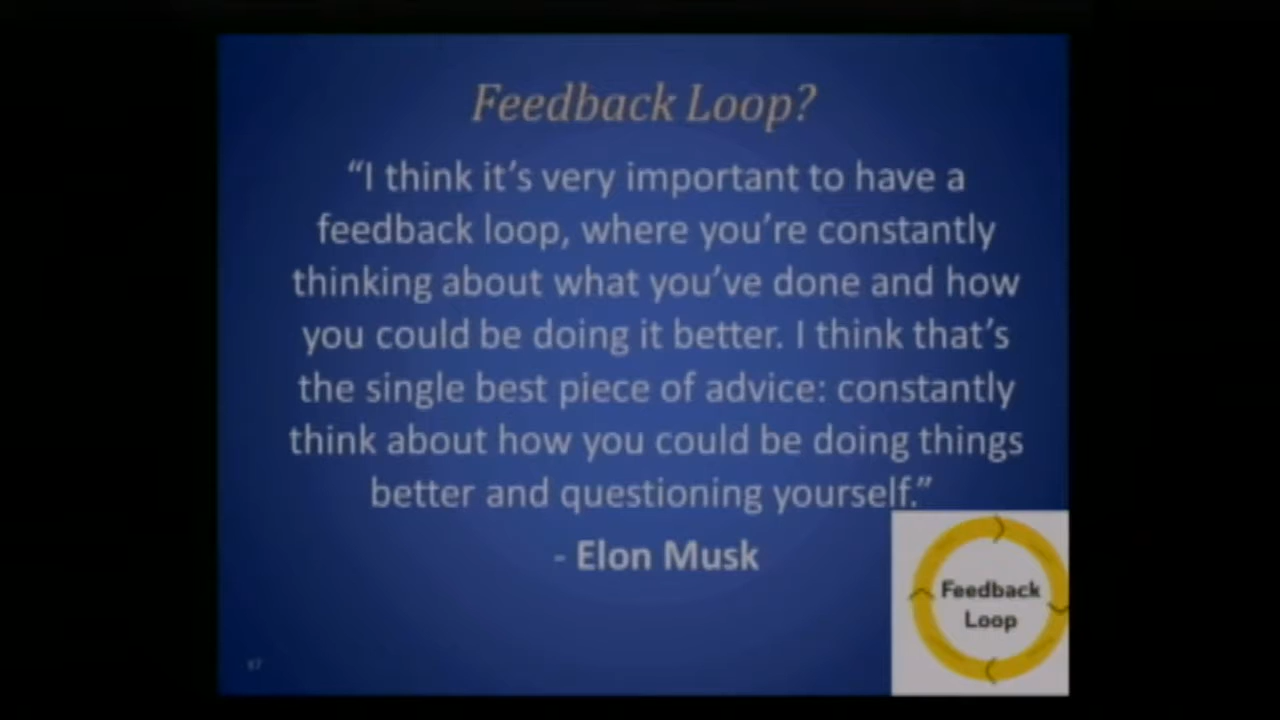 Feedback Loop?
“I think it’s very important to have a
feedback loop, where you’re constantly
thinking about what you’ve done and how
you could be doing it better. I think that’s
the single best piece of advice: constantly
think about how you could be doing things
better and questioning yourself.”
- Elon Musk
Feedback
Loop